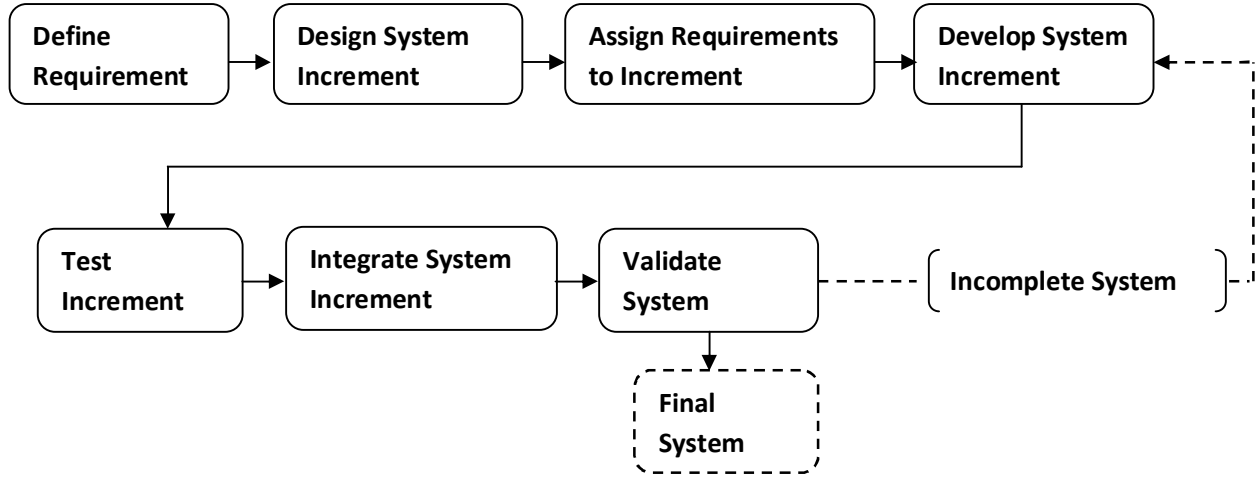 Define
Requirement
Design System
Increment
Assign Requirements
to Increment
Develop System
Increment
Test
Increment
Integrate System
Increment
Validate
System
Incomplete System
Final
System